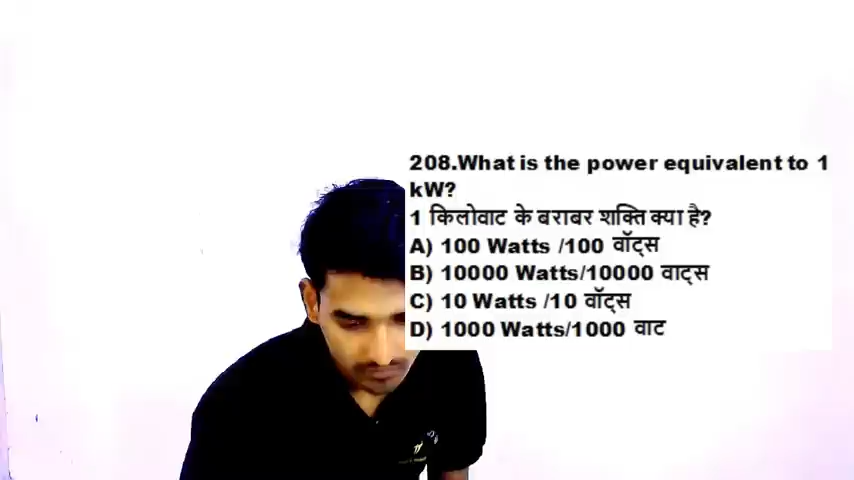 208.What is the power equivalent to 1
kW?
1 किलोवाट के बराबर शक्ति क्या है?
A) 100 Watts /100 वॉट्स
B) 10000 Watts/10000 वाट्स
C) 10 Watts /10 वॉट्स
D) 1000 Watts/1000 वाट